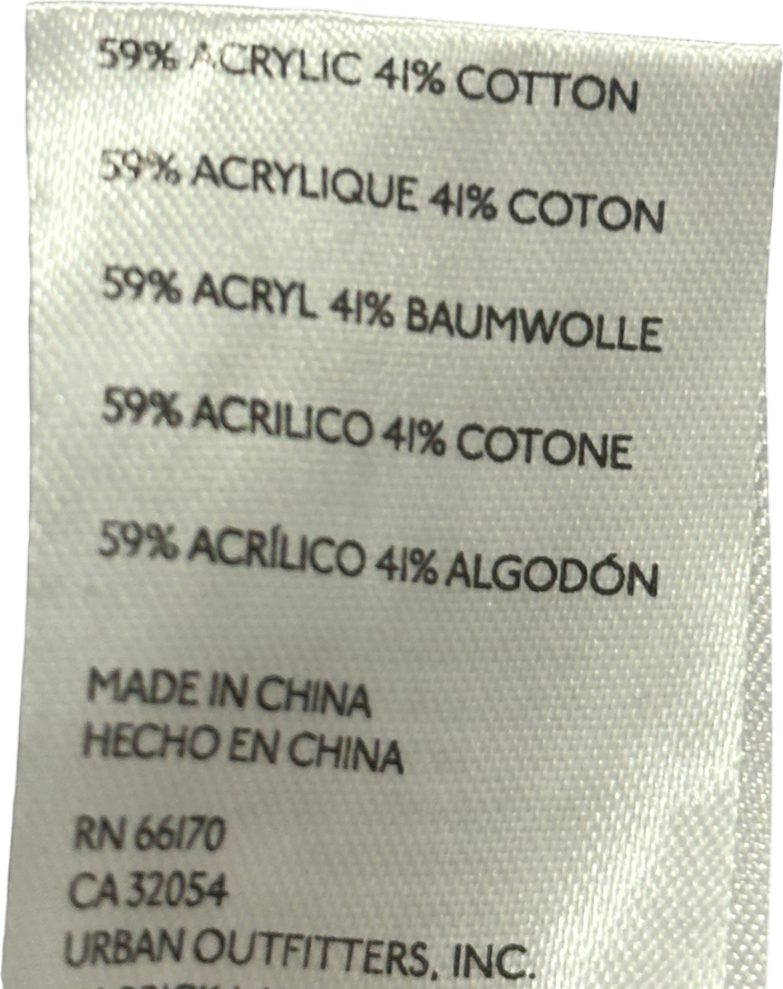 59% ACRYLIC 41% COTTON
59% ACRYLIQUE 41% COTON
59% ACRYL 41% BAUMWOLLE
59% ACRILICO 41% COTONE
59% ACRÍLICO 41% ALGODÓN
MADE IN CHINA
HECHO EN CHINA
RN 66170
CA 32054
URBAN OUTFITTERS, INC.